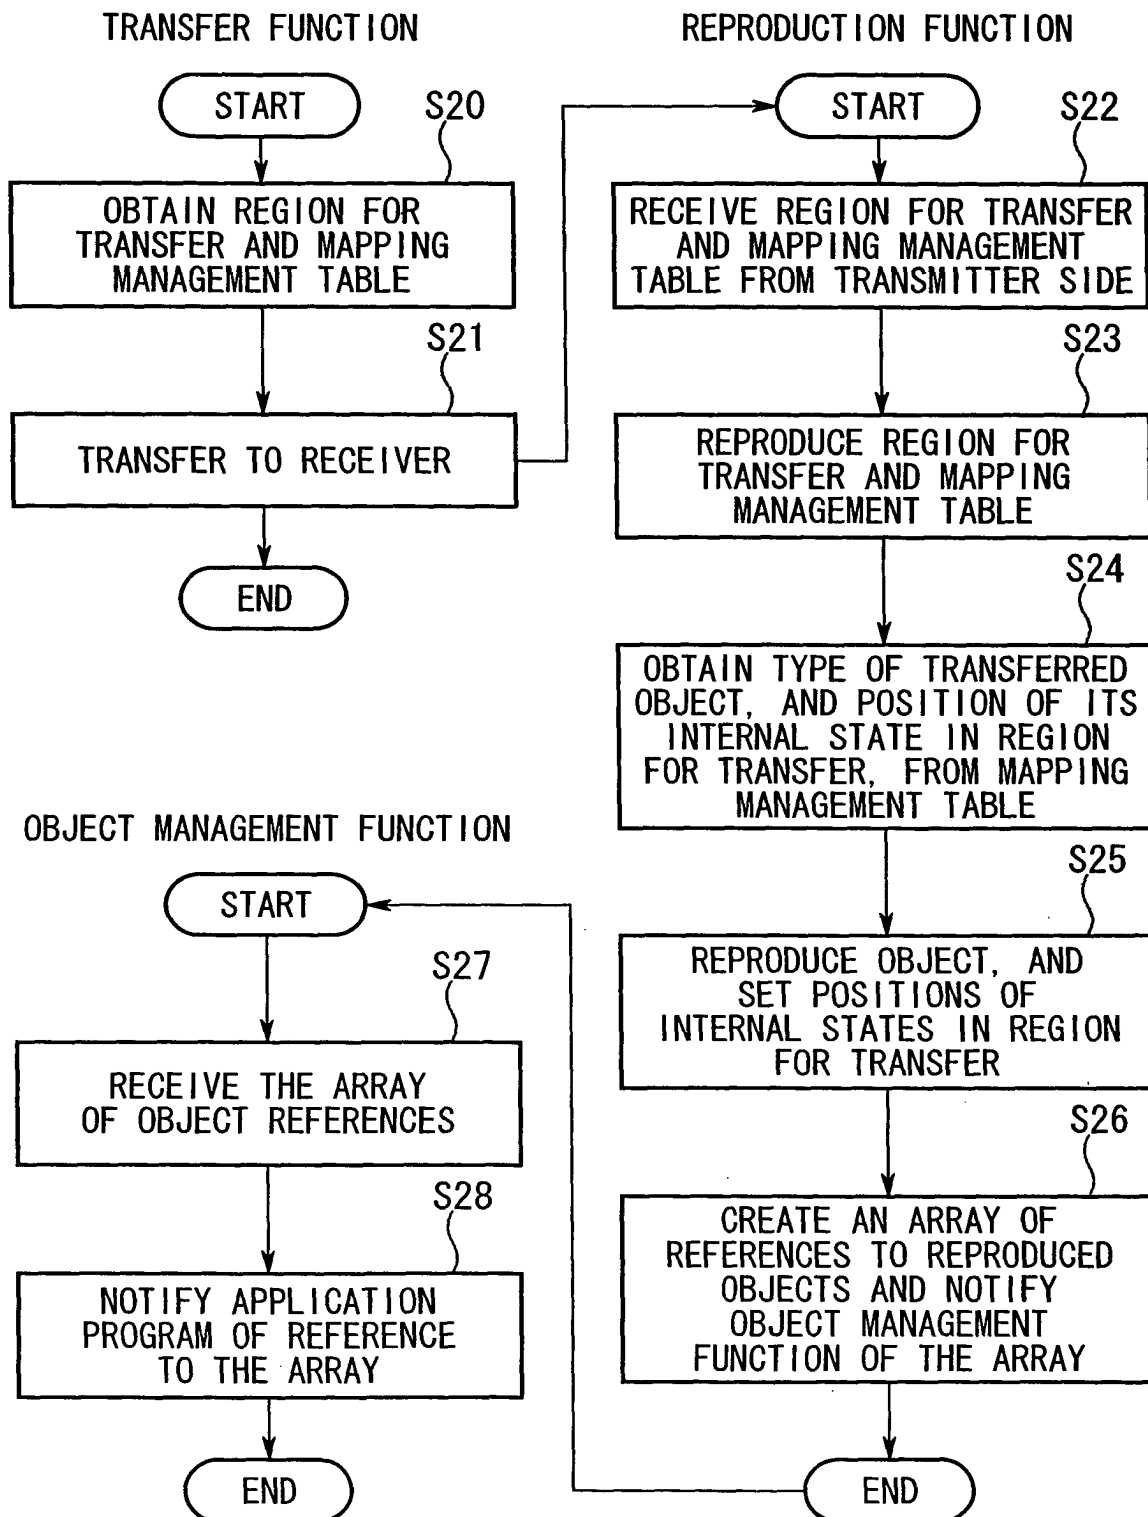 TRANSFER FUNCTION
START
S20
OBTAIN REGION FOR
TRANSFER AND MAPPING
MANAGEMENT TABLE
S21
TRANSFER TO RECEIVER
END
REPRODUCTION FUNCTION
START
S22
RECEIVE REGION FOR TRANSFER
AND MAPPING MANAGEMENT
TABLE FROM TRANSMITTER SIDE
S23
REPRODUCE REGION FOR
TRANSFER AND MAPPING
MANAGEMENT TABLE
S24
OBTAIN TYPE OF TRANSFERRED
OBJECT, AND POSITION OF ITS
INTERNAL STATE IN REGION
FOR TRANSFER, FROM MAPPING
MANAGEMENT TABLE
S25
REPRODUCE OBJECT, AND
SET POSITIONS OF
INTERNAL STATES IN REGION
FOR TRANSFER
S26
CREATE AN ARRAY OF
REFERENCES TO REPRODUCED
OBJECTS AND NOTIFY
OBJECT MANAGEMENT
FUNCTION OF THE ARRAY
END
OBJECT MANAGEMENT FUNCTION
START
S27
RECEIVE THE ARRAY
OF OBJECT REFERENCES
S28
NOTIFY APPLICATION
PROGRAM OF REFERENCE
TO THE ARRAY
END